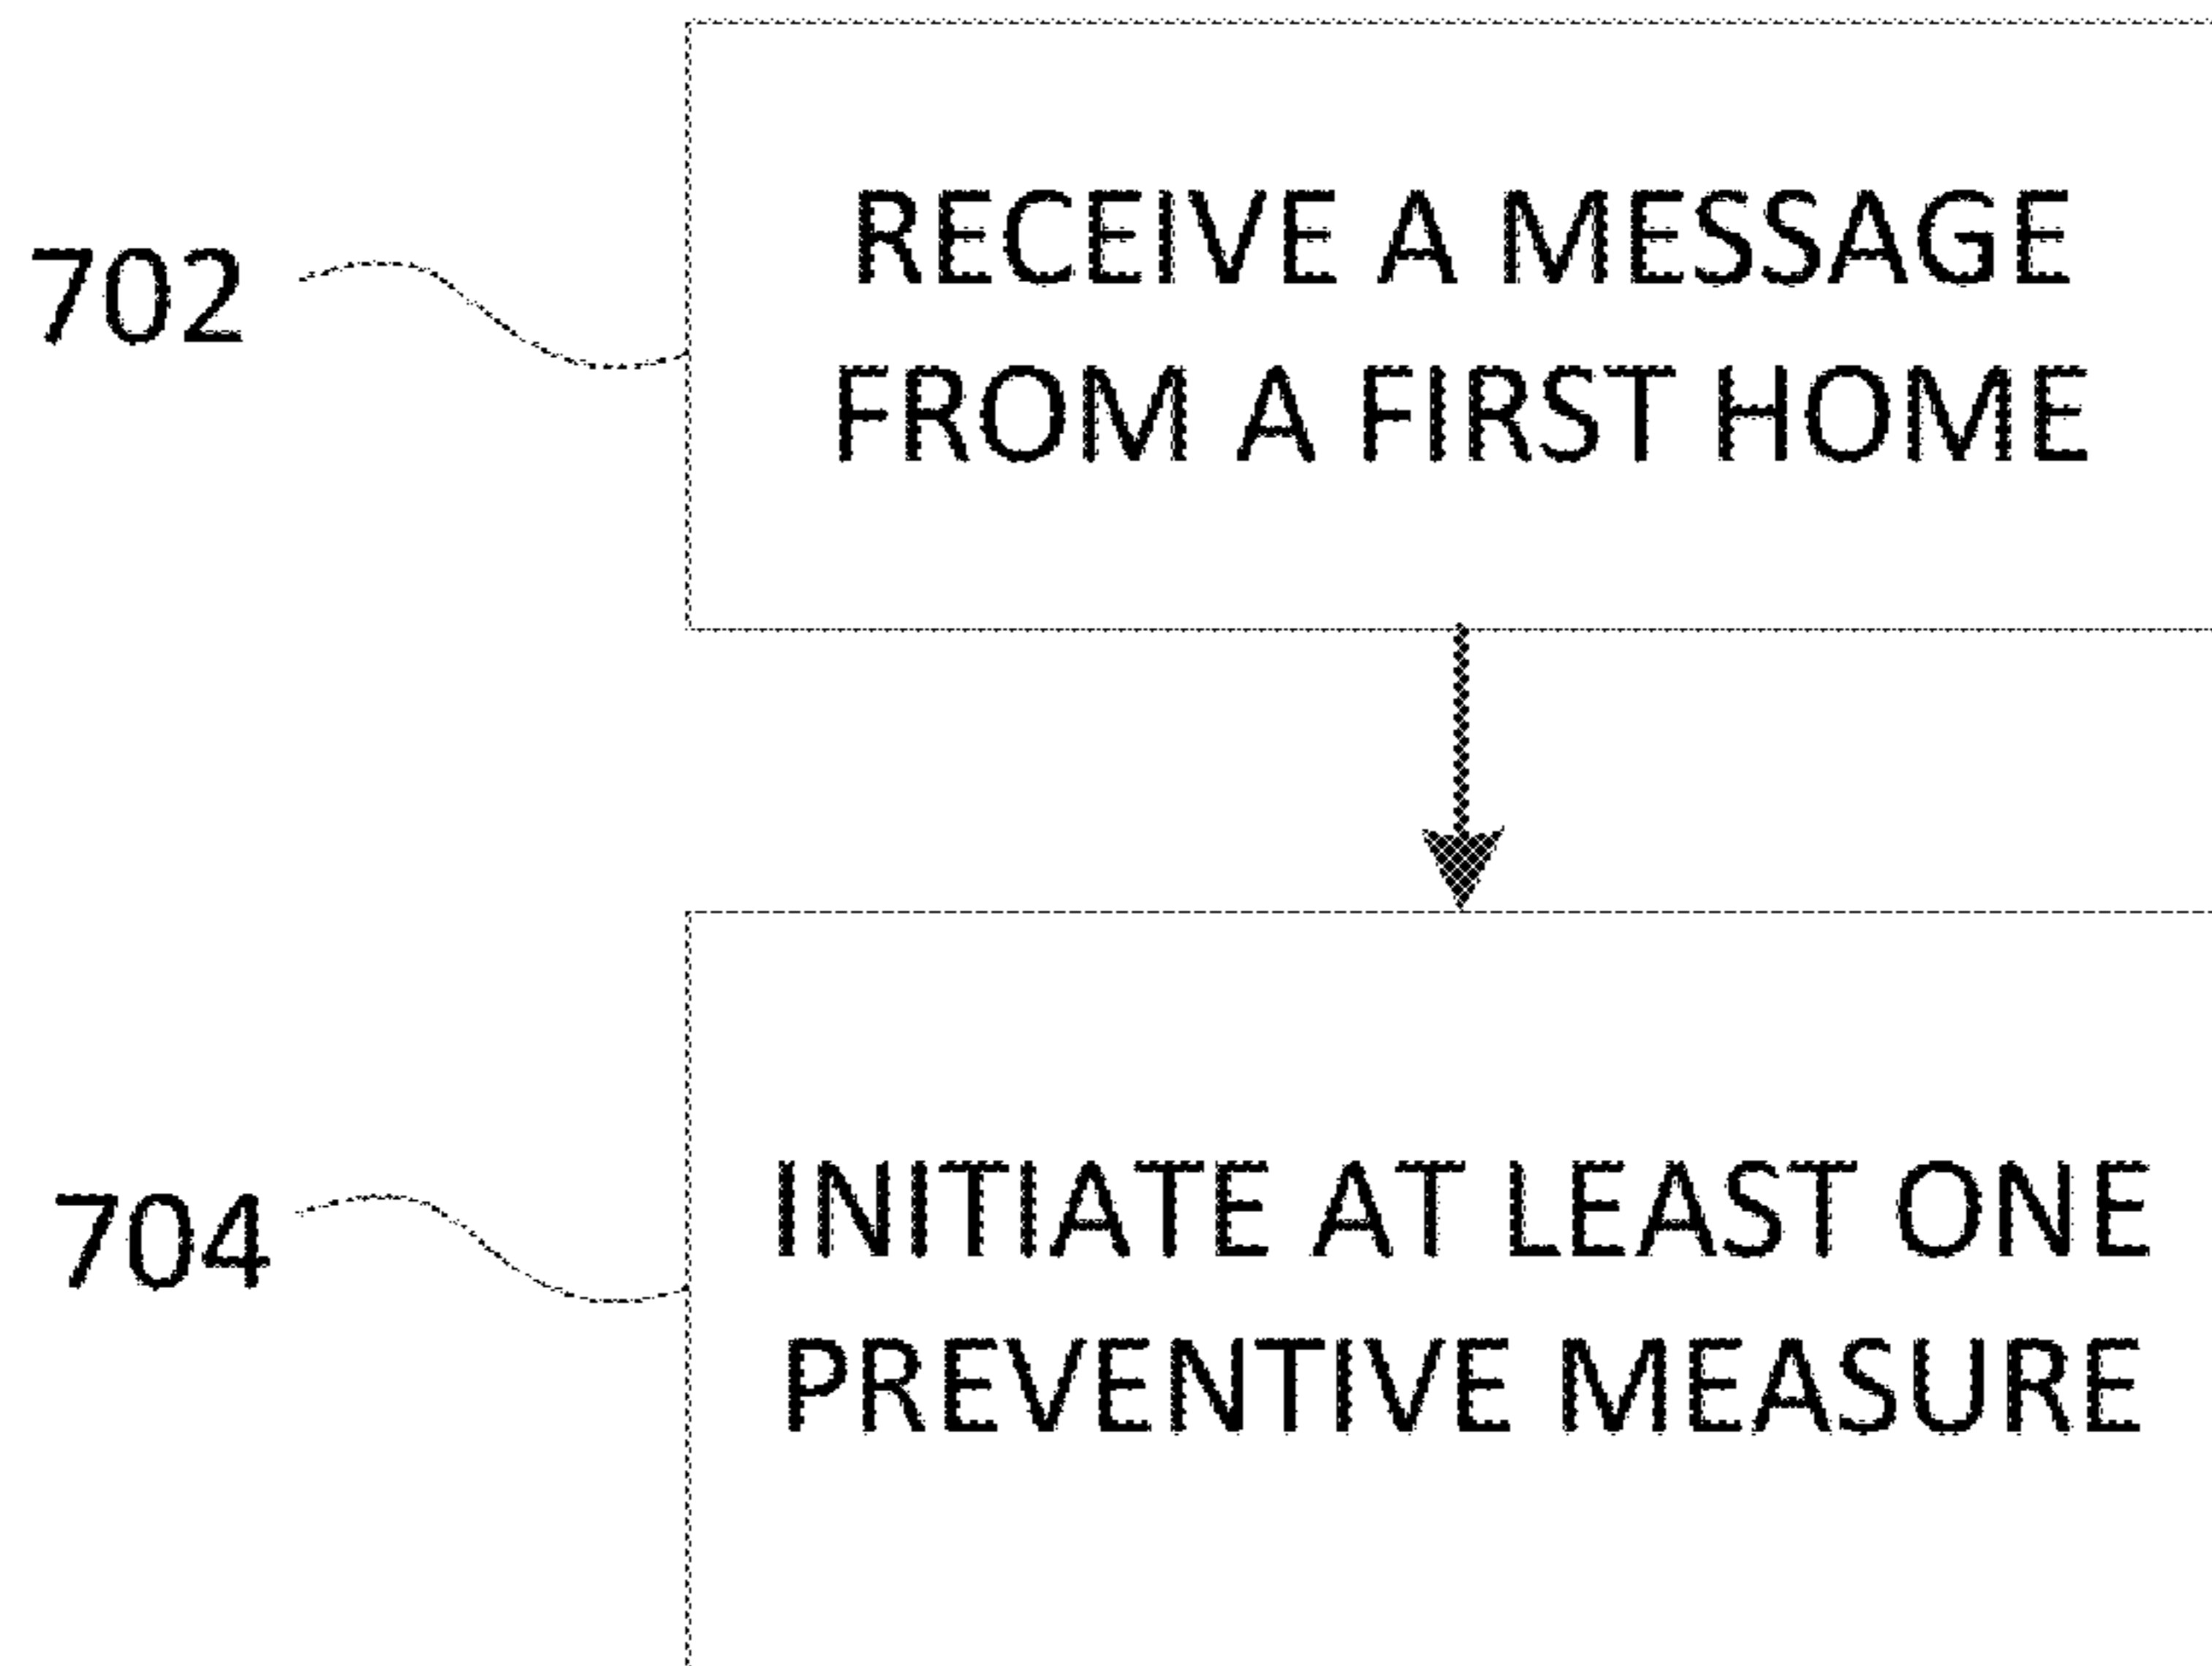 702
RECEIVE A MESSAGE
FROM A FIRST HOME
704
INITIATE AT LEAST ONE
PREVENTIVE MEASURE